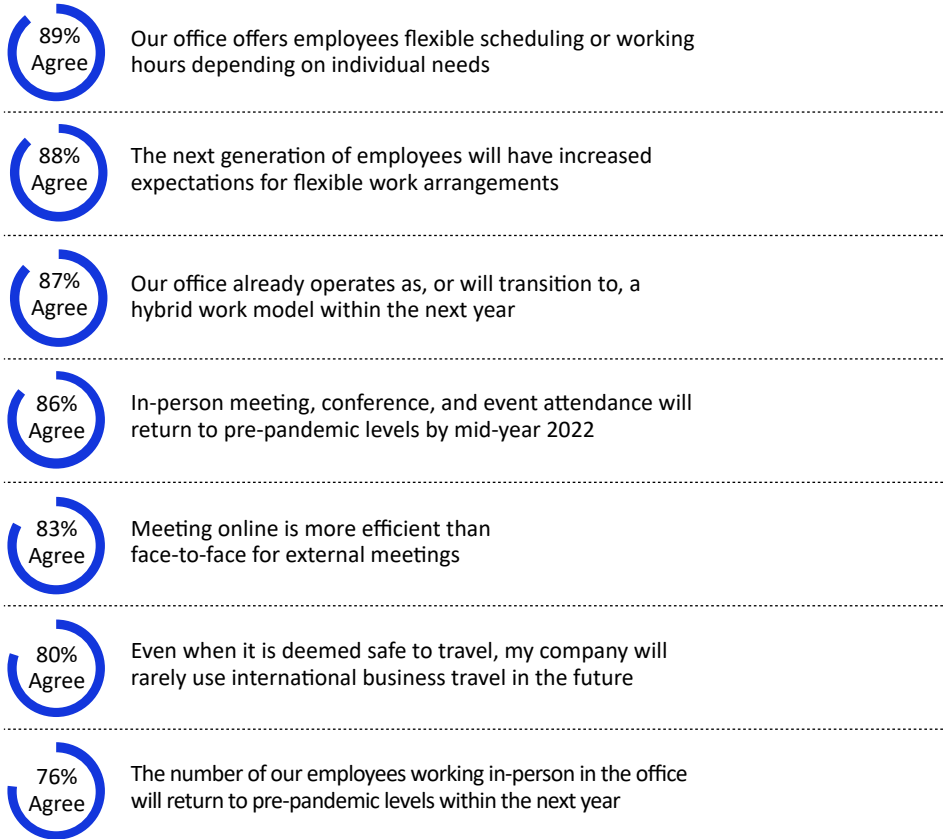 89%
Agree
Our office offers employees flexible scheduling or working
hours depending on individual needs
88%
Agree
The next generation of employees will have increased
expectations for flexible work arrangements
87%
Agree
Our office already operates as, or will transition to, a
hybrid work model within the next year
86%
Agree
In-person meeting, conference, and event attendance will
return to pre-pandemic levels by mid-year 2022
83%
Agree
Meeting online is more efficient than
face-to-face for external meetings
80%
Agree
Even when it is deemed safe to travel, my company will
rarely use international business travel in the future
76%
Agree
The number of our employees working in-person in the office
will return to pre-pandemic levels within the next year